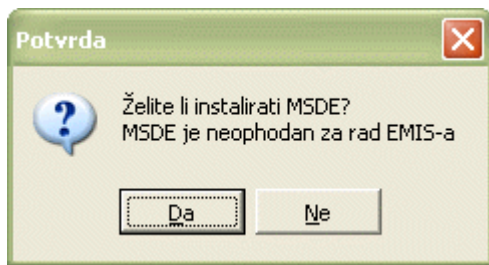 Potvrda
Želite li instalirati MSDE?
MSDE je neophodan za rad EMIS-a
Da
Ne